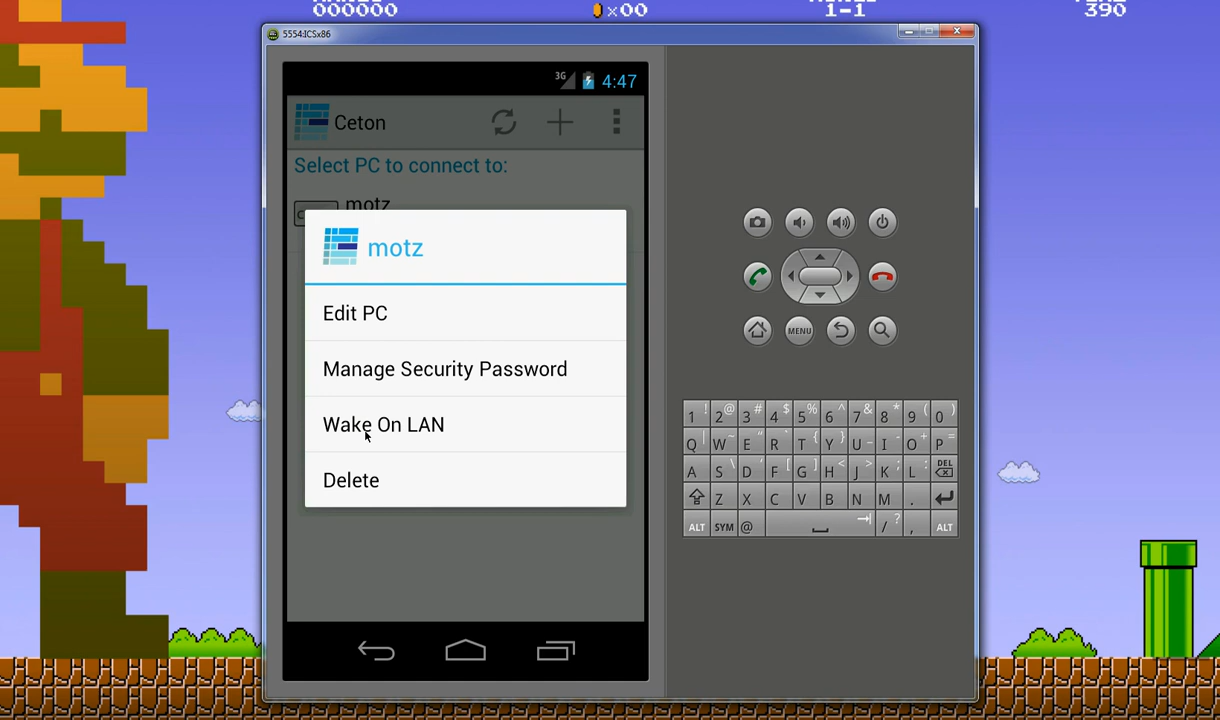 000000
×00
1-1
390
5554:ICSx86
3G 4:47
Ceton
Select PC to connect to:
motz
motz
Edit PC
Manage Security Password
Wake On LAN
Delete
MENU
1 ! 2 @ 3 # 4 $ 5 % 6 ^ 7 & 8 * 9 ( 0 )
Q | W ~ E " R ` T { Y } U _ I - O + P =
A S \ D ' F [ G ] H < J > K ; L : DEL
Z X C V B N M .
ALT SYM @ / ? , ALT